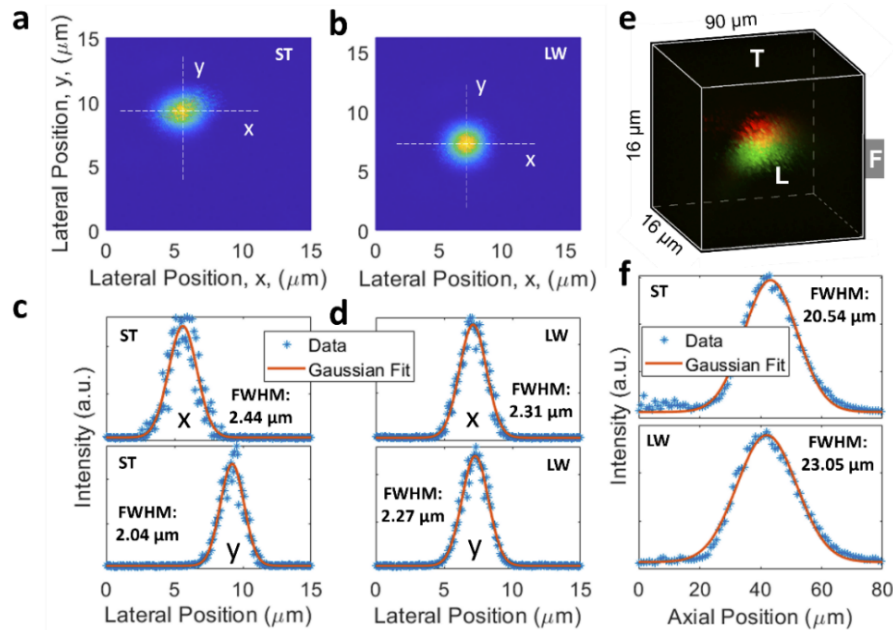 a
ST
y
x
Lateral Position, y, (μm)
15
10
5
0
0 5 10 15
Lateral Position, x, (μm)
b
LW
y
x
15
10
5
0
0 5 10 15
Lateral Position, x, (μm)
e
90 μm
T
16 μm
F
L
16 μm
c
ST
Data
Gaussian Fit
FWHM:
2.44 μm
x
Intensity (a.u.)
ST
FWHM:
2.04 μm
y
0 5 10 15
Lateral Position (μm)
d
LW
FWHM:
2.31 μm
x
LW
FWHM:
2.27 μm
y
0 5 10 15
Lateral Position (μm)
f
ST
FWHM:
20.54 μm
Data
Gaussian Fit
LW
FWHM:
23.05 μm
0 20 40 60 80
Axial Position (μm)